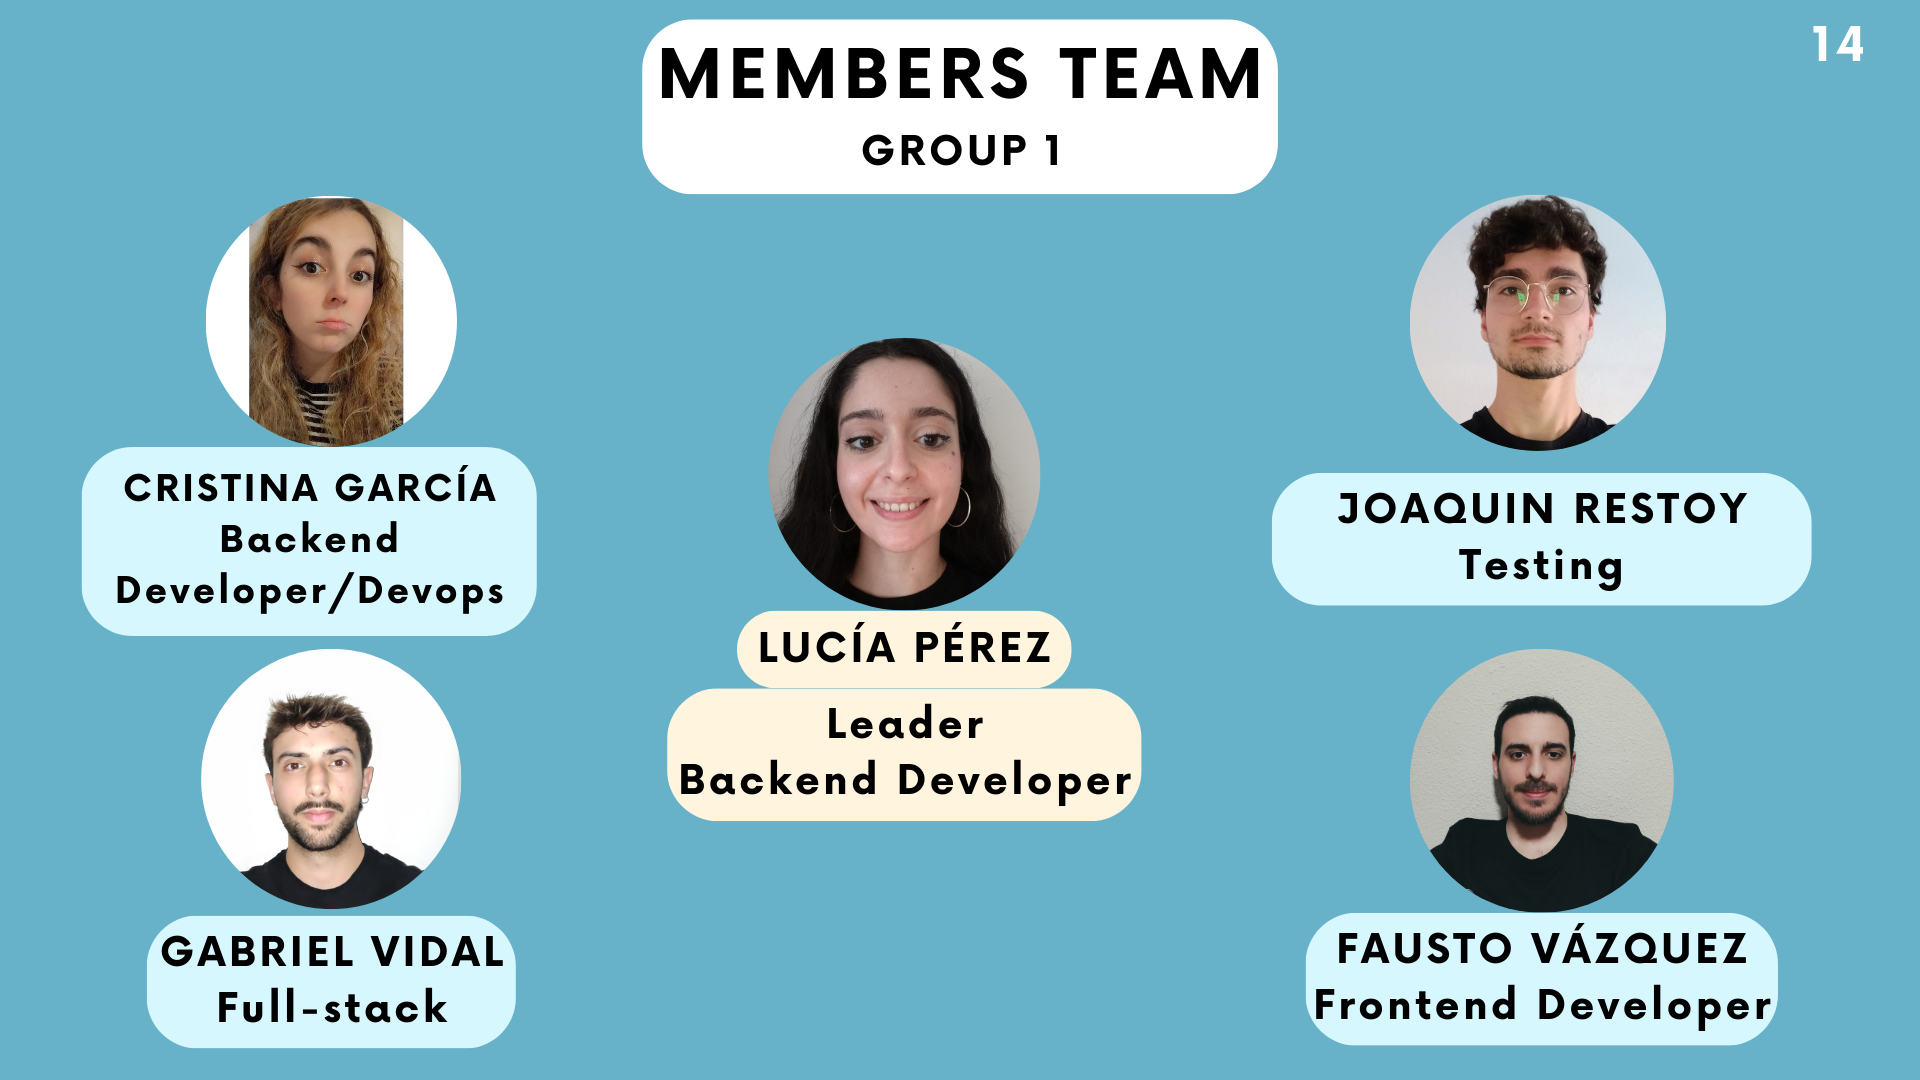 14
MEMBERS TEAM
GROUP 1
CRISTINA GARCÍA
Backend
Developer/Devops
JOAQUIN RESTOY
Testing
LUCÍA PÉREZ
Leader
Backend Developer
GABRIEL VIDAL
Full-stack
FAUSTO VÁZQUEZ
Frontend Developer